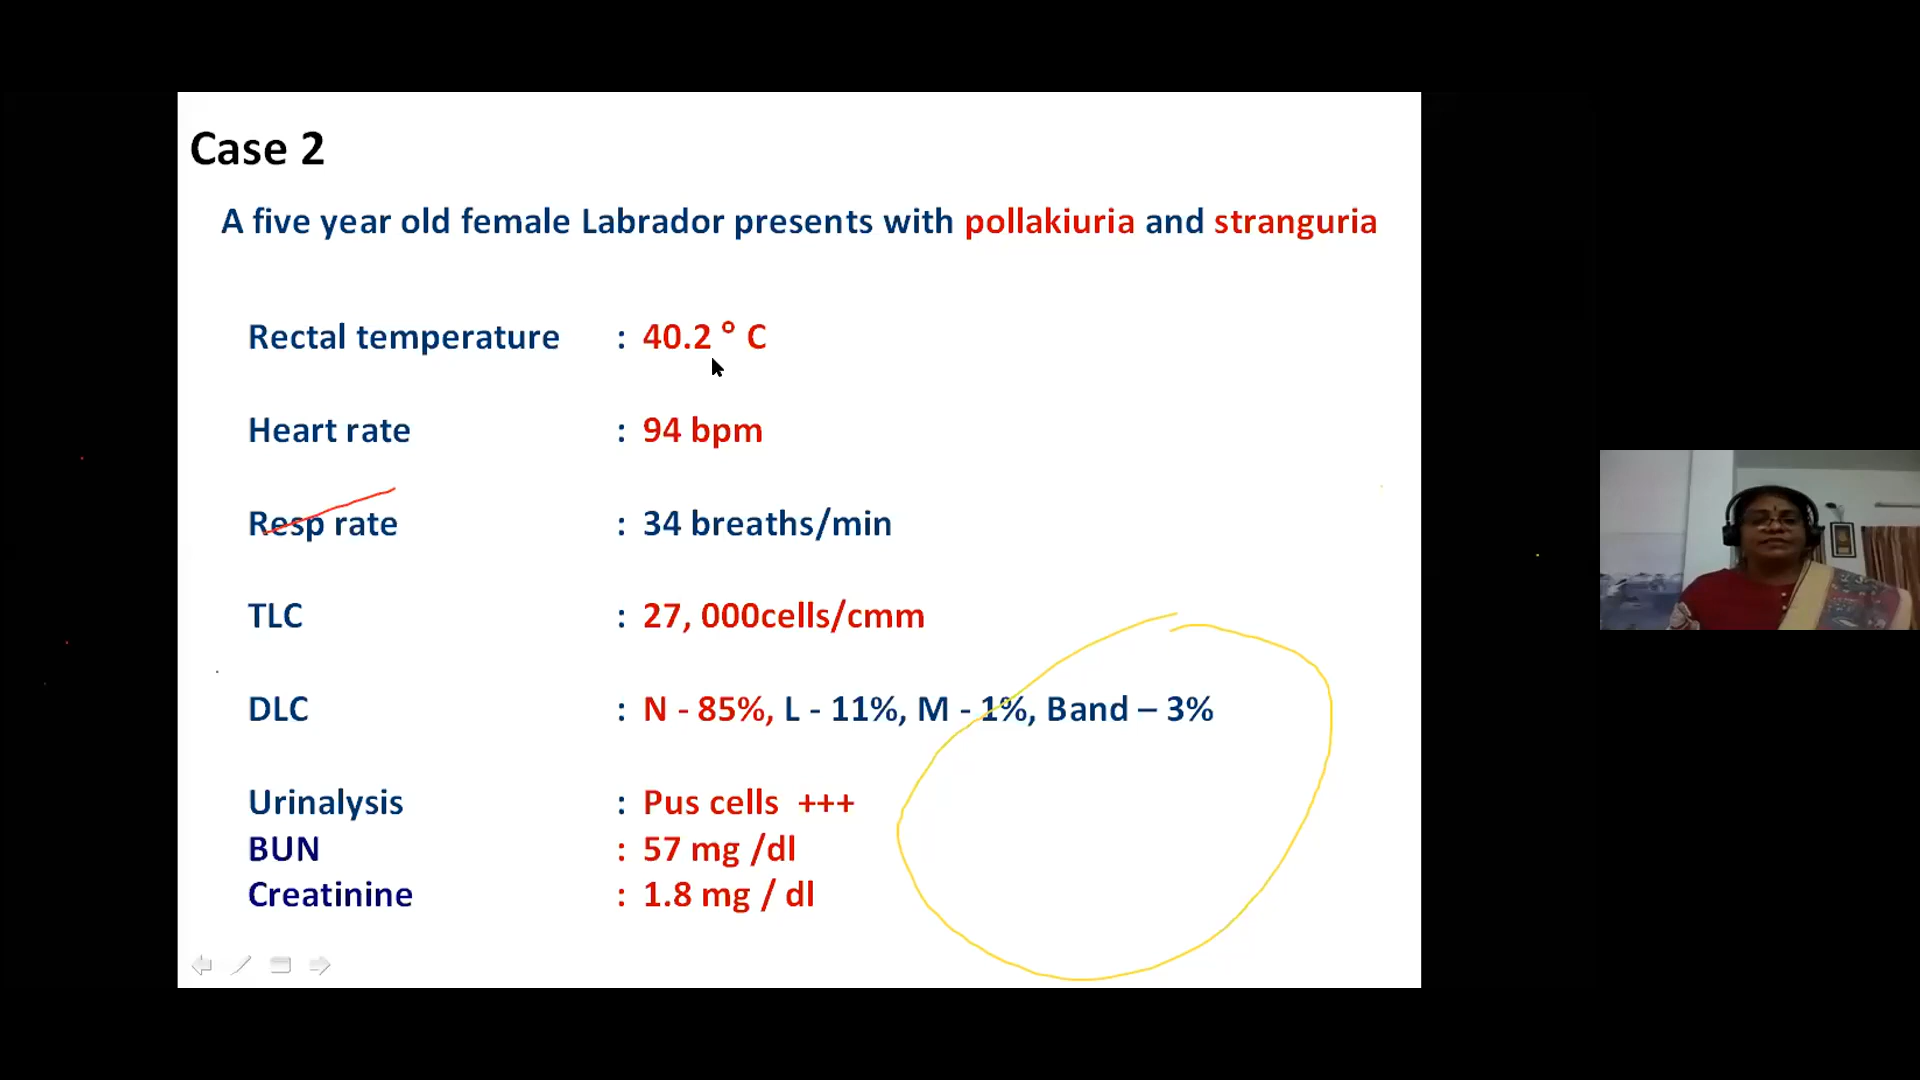 Case 2
A five year old female Labrador presents with pollakiuria and stranguria
Rectal temperature : 40.2 ° C
Heart rate : 94 bpm
Resp rate : 34 breaths/min
TLC : 27, 000cells/cmm
DLC : N - 85%, L - 11%, M - 1%, Band – 3%
Urinalysis : Pus cells +++
BUN : 57 mg /dl
Creatinine : 1.8 mg / dl